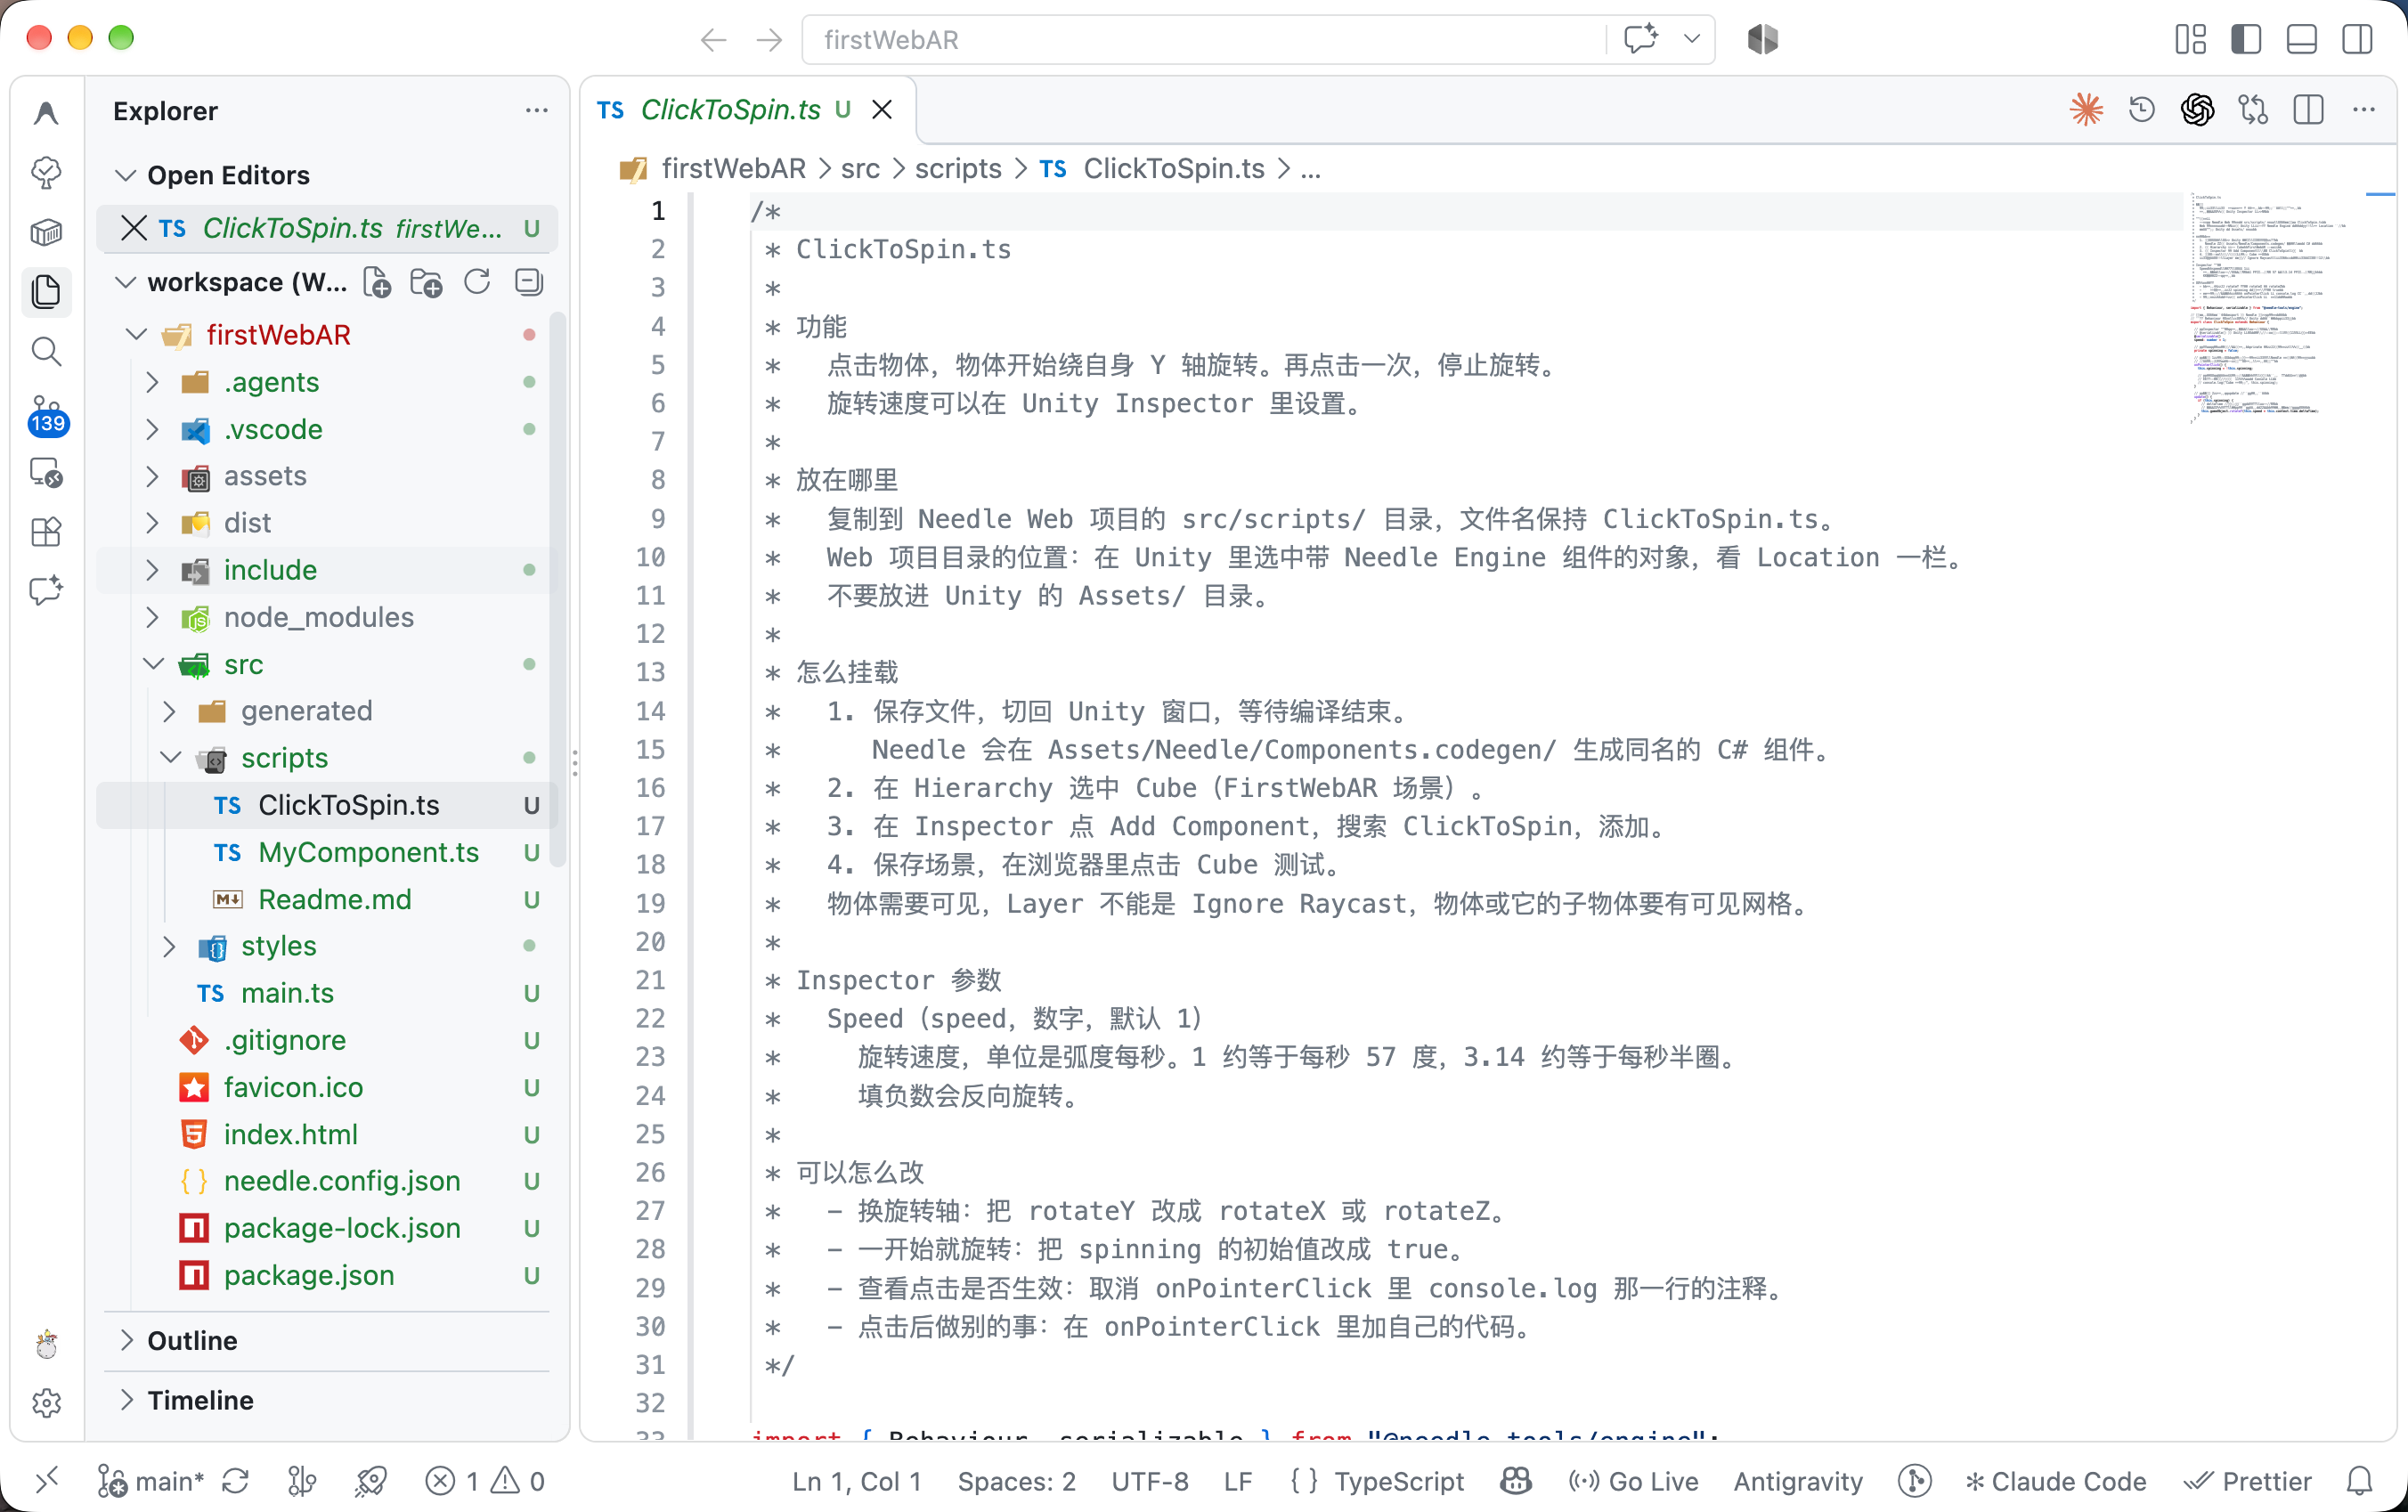 firstWebAR
Explorer
Open Editors
TS ClickToSpin.ts firstWe... U
workspace (W...
firstWebAR
.agents
.vscode
assets
dist
include
node_modules
src
generated
scripts
TS ClickToSpin.ts U
TS MyComponent.ts U
Readme.md U
styles
TS main.ts U
.gitignore U
favicon.ico U
index.html U
{ } needle.config.json U
package-lock.json U
package.json U
Outline
Timeline
139
TS ClickToSpin.ts U
firstWebAR > src > scripts > TS ClickToSpin.ts > ...
1 /*
2 * ClickToSpin.ts
3 *
4 * 功能
5 * 点击物体，物体开始绕自身 Y 轴旋转。再点击一次，停止旋转。
6 * 旋转速度可以在 Unity Inspector 里设置。
7 *
8 * 放在哪里
9 * 复制到 Needle Web 项目的 src/scripts/ 目录，文件名保持 ClickToSpin.ts。
10 * Web 项目目录的位置：在 Unity 里选中带 Needle Engine 组件的对象，看 Location 一栏。
11 * 不要放进 Unity 的 Assets/ 目录。
12 *
13 * 怎么挂载
14 * 1. 保存文件，切回 Unity 窗口，等待编译结束。
15 * Needle 会在 Assets/Needle/Components.codegen/ 生成同名的 C# 组件。
16 * 2. 在 Hierarchy 选中 Cube（FirstWebAR 场景）。
17 * 3. 在 Inspector 点 Add Component，搜索 ClickToSpin，添加。
18 * 4. 保存场景，在浏览器里点击 Cube 测试。
19 * 物体需要可见，Layer 不能是 Ignore Raycast，物体或它的子物体要有可见网格。
20 *
21 * Inspector 参数
22 * Speed（speed，数字，默认 1）
23 * 旋转速度，单位是弧度每秒。1 约等于每秒 57 度，3.14 约等于每秒半圈。
24 * 填负数会反向旋转。
25 *
26 * 可以怎么改
27 * - 换旋转轴：把 rotateY 改成 rotateX 或 rotateZ。
28 * - 一开始就旋转：把 spinning 的初始值改成 true。
29 * - 查看点击是否生效：取消 onPointerClick 里 console.log 那一行的注释。
30 * - 点击后做别的事：在 onPointerClick 里加自己的代码。
31 */
32
33 import { Behaviour, serializable } from "@needle-tools/engine";
main* 1 0 Ln 1, Col 1 Spaces: 2 UTF-8 LF { } TypeScript Go Live Antigravity Claude Code Prettier